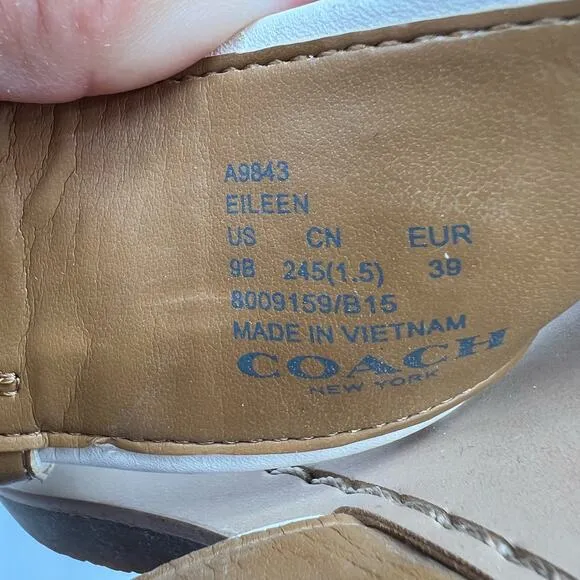 A9843
EILEEN
US CN EUR
9B 245(1.5) 39
8009159/B15
MADE IN VIETNAM
COACH
NEW YORK